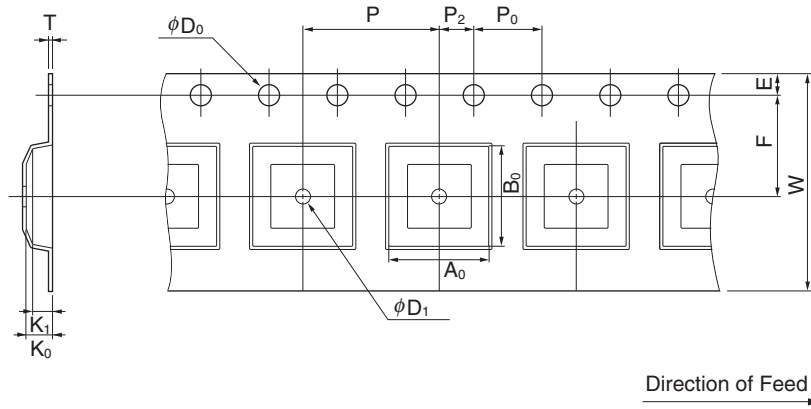 T
φD0
P
P2
P0
E
F
W
B0
A0
φD1
K1
K0
Direction of Feed